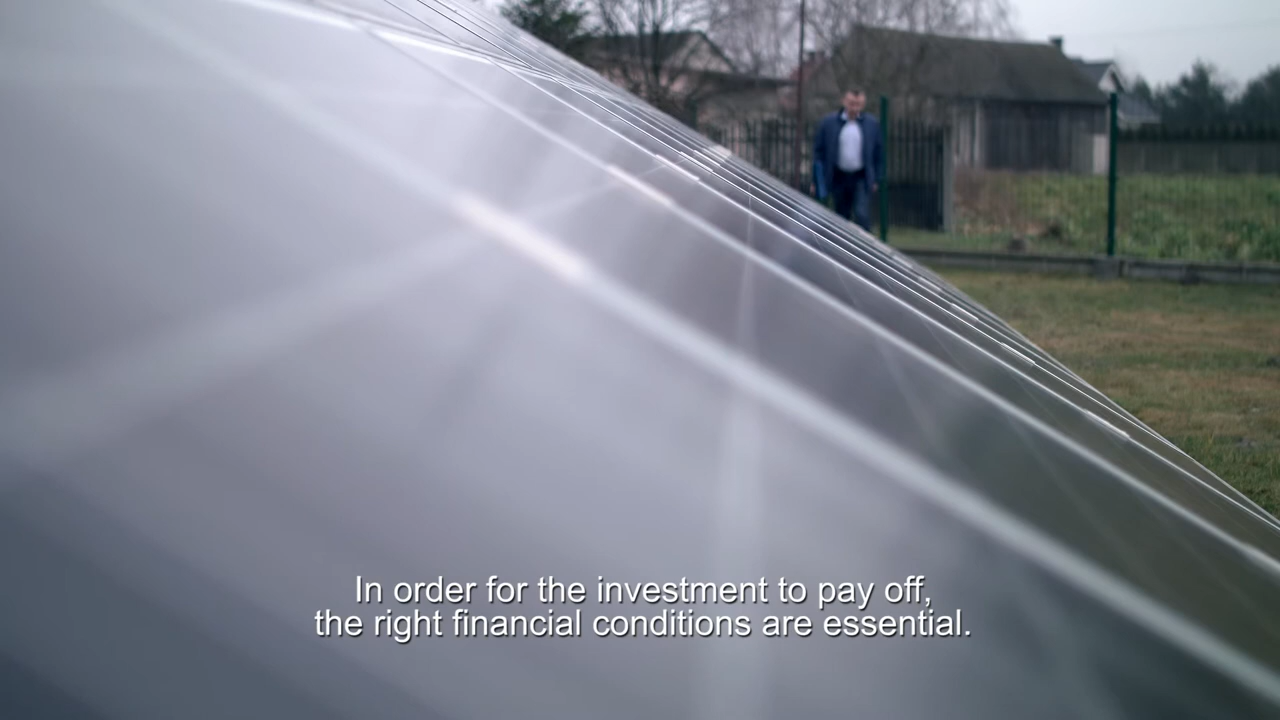 In order for the investment to pay off,
the right financial conditions are essential.